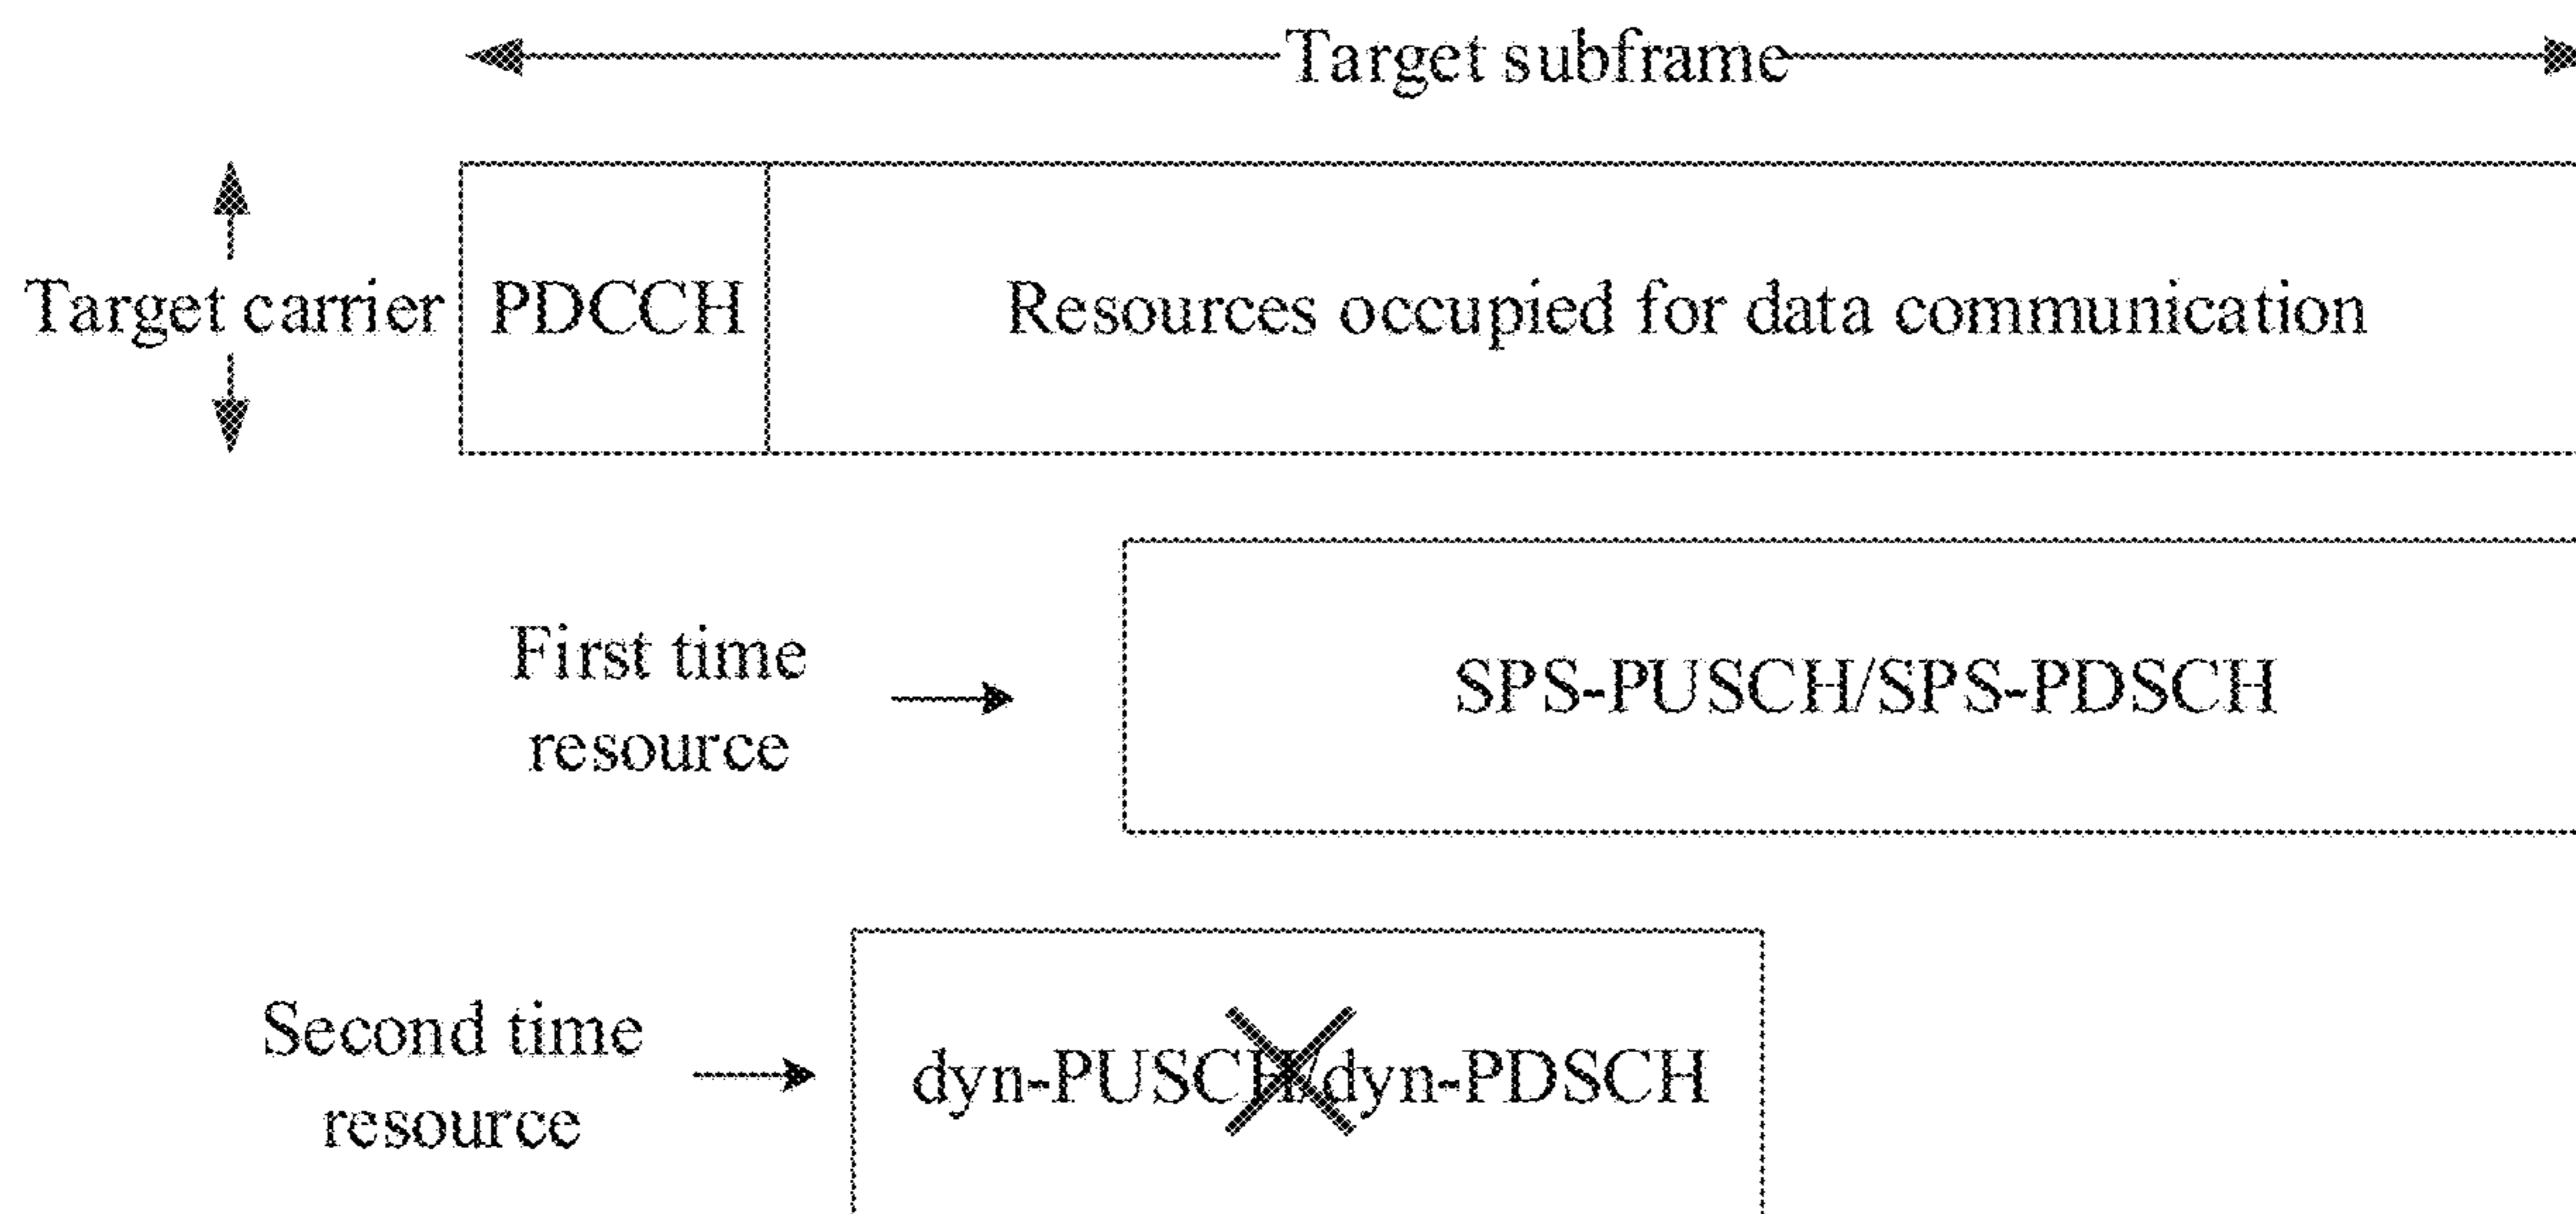 Target subframe
Target carrier
PDCCH
Resources occupied for data communication
First time
resource
SPS-PUSCH/SPS-PDSCH
Second time
resource
dyn-PUSCH/dyn-PDSCH